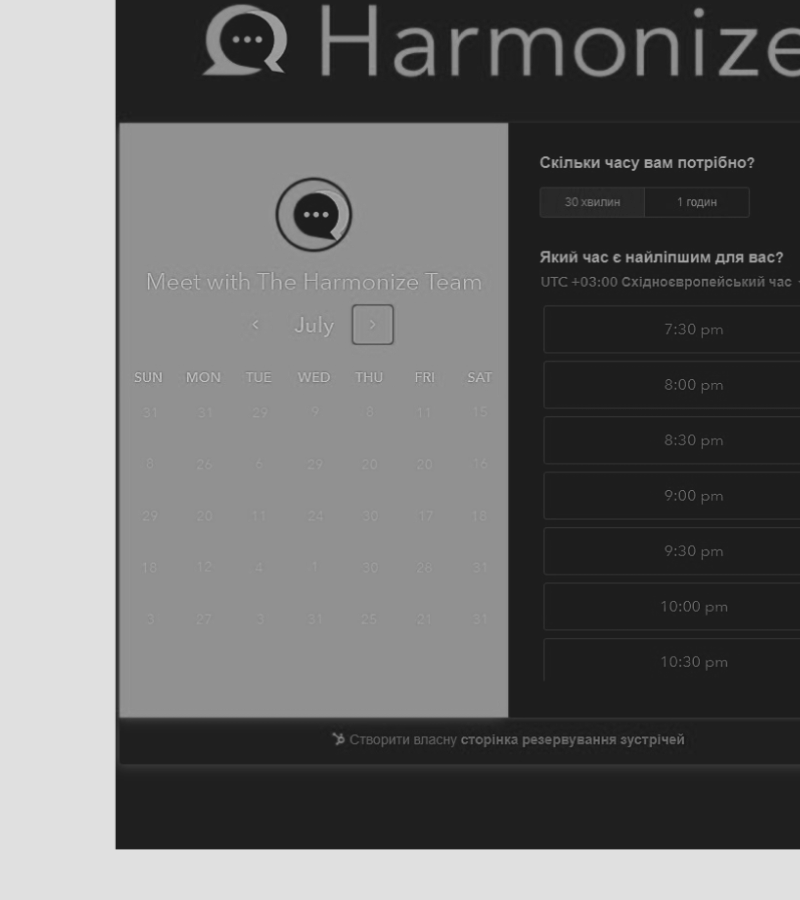 Harmonize
Meet with The Harmonize Team
July
SUN MON TUE WED THU FRI SAT
31 31 29 9 8 11 15
8 26 6 29 20 20 16
29 20 11 24 30 17 18
18 12 4 1 30 26 31
3 27 3 31 25 21 31
Скільки часу вам потрібно?
30 хвилин 1 годин
Який час є найліпшим для вас?
UTC +03:00 Східноєвропейський час
7:30 pm
8:00 pm
8:30 pm
9:00 pm
9:30 pm
10:00 pm
10:30 pm
Створити власну сторінка резервування зустрічей